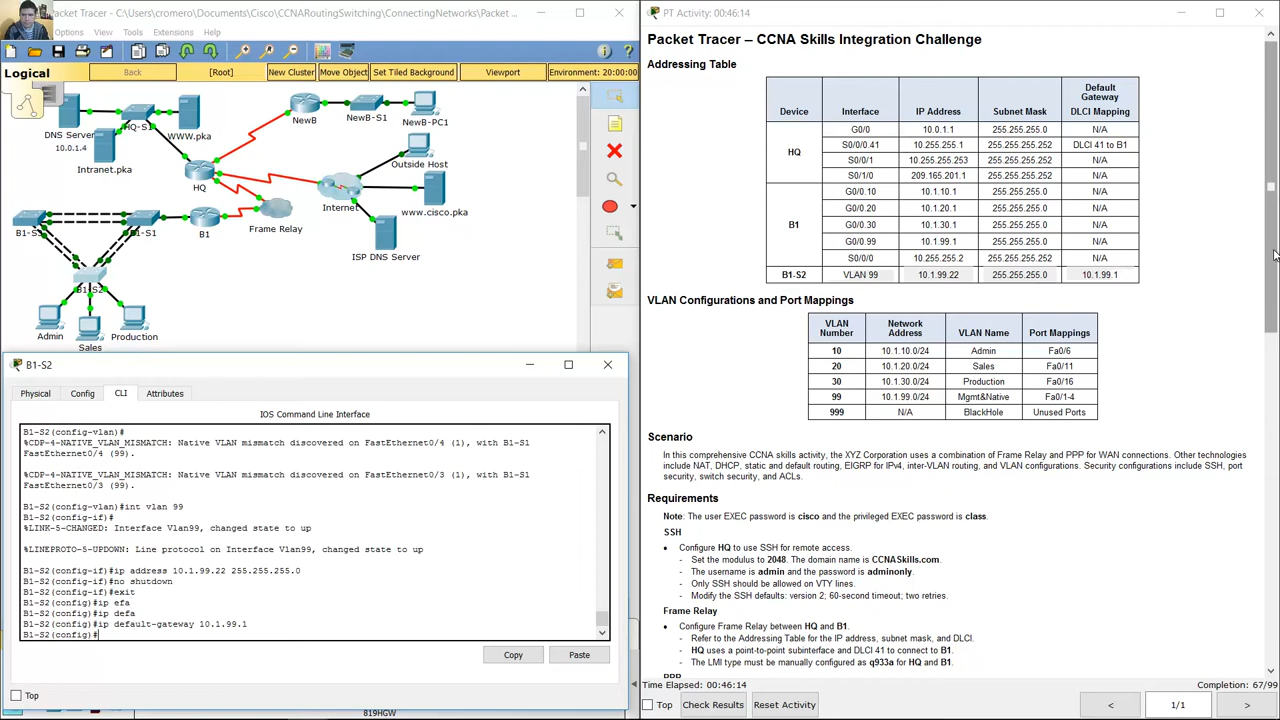 Packet Tracer - C:\Users\cromero\Documents\Cisco\CCNARoutingSwitching\ConnectingNetworks\Packet ...
Options View Tools Extensions Help
Logical
Back
[Root]
New Cluster
Move Object
Set Tiled Background
Viewport
Environment: 20:00:00
DNS Server
10.0.1.4
HQ-S1
WWW.pka
Intranet.pka
NewB
NewB-S1
NewB-PC1
Outside Host
HQ
Internet
www.cisco.pka
B1-S1
B1
Frame Relay
ISP DNS Server
B1-S2
Admin
Sales
Production
B1-S2
Physical
Config
CLI
Attributes
IOS Command Line Interface
B1-S2(config-vlan)#
%CDP-4-NATIVE_VLAN_MISMATCH: Native VLAN mismatch discovered on FastEthernet0/4 (1), with B1-S1
FastEthernet0/4 (99).
%CDP-4-NATIVE_VLAN_MISMATCH: Native VLAN mismatch discovered on FastEthernet0/3 (1), with B1-S1
FastEthernet0/3 (99).
B1-S2(config-vlan)#int vlan 99
B1-S2(config-if)#
%LINK-5-CHANGED: Interface Vlan99, changed state to up
%LINEPROTO-5-UPDOWN: Line protocol on Interface Vlan99, changed state to up
B1-S2(config-if)#ip address 10.1.99.22 255.255.255.0
B1-S2(config-if)#no shutdown
B1-S2(config-if)#exit
B1-S2(config)#ip efa
B1-S2(config)#ip defa
B1-S2(config)#ip default-gateway 10.1.99.1
B1-S2(config)#
Copy
Paste
Top
819HGW
PT Activity: 00:46:14
Packet Tracer – CCNA Skills Integration Challenge
Addressing Table
Device Interface IP Address Subnet Mask Default Gateway DLCI Mapping
HQ G0/0 10.0.1.1 255.255.255.0 N/A
S0/0/0.41 10.255.255.1 255.255.255.252 DLCI 41 to B1
S0/0/1 10.255.255.253 255.255.255.252 N/A
S0/1/0 209.165.201.1 255.255.255.252 N/A
B1 G0/0.10 10.1.10.1 255.255.255.0 N/A
G0/0.20 10.1.20.1 255.255.255.0 N/A
G0/0.30 10.1.30.1 255.255.255.0 N/A
G0/0.99 10.1.99.1 255.255.255.0 N/A
S0/0/0 10.255.255.2 255.255.255.252 N/A
B1-S2 VLAN 99 10.1.99.22 255.255.255.0 10.1.99.1
VLAN Configurations and Port Mappings
VLAN Number Network Address VLAN Name Port Mappings
10 10.1.10.0/24 Admin Fa0/6
20 10.1.20.0/24 Sales Fa0/11
30 10.1.30.0/24 Production Fa0/16
99 10.1.99.0/24 Mgmt&Native Fa0/1-4
999 N/A BlackHole Unused Ports
Scenario
In this comprehensive CCNA skills activity, the XYZ Corporation uses a combination of Frame Relay and PPP for WAN connections. Other technologies
include NAT, DHCP, static and default routing, EIGRP for IPv4, inter-VLAN routing, and VLAN configurations. Security configurations include SSH, port
security, switch security, and ACLs.
Requirements
Note: The user EXEC password is cisco and the privileged EXEC password is class.
SSH
• Configure HQ to use SSH for remote access.
- Set the modulus to 2048. The domain name is CCNASkills.com.
- The username is admin and the password is adminonly.
- Only SSH should be allowed on VTY lines.
- Modify the SSH defaults: version 2; 60-second timeout; two retries.
Frame Relay
• Configure Frame Relay between HQ and B1.
- Refer to the Addressing Table for the IP address, subnet mask, and DLCI.
- HQ uses a point-to-point subinterface and DLCI 41 to connect to B1.
- The LMI type must be manually configured as q933a for HQ and B1.
PPP
Time Elapsed: 00:46:14
Completion: 67/99
Top
Check Results
Reset Activity
<
1/1
>